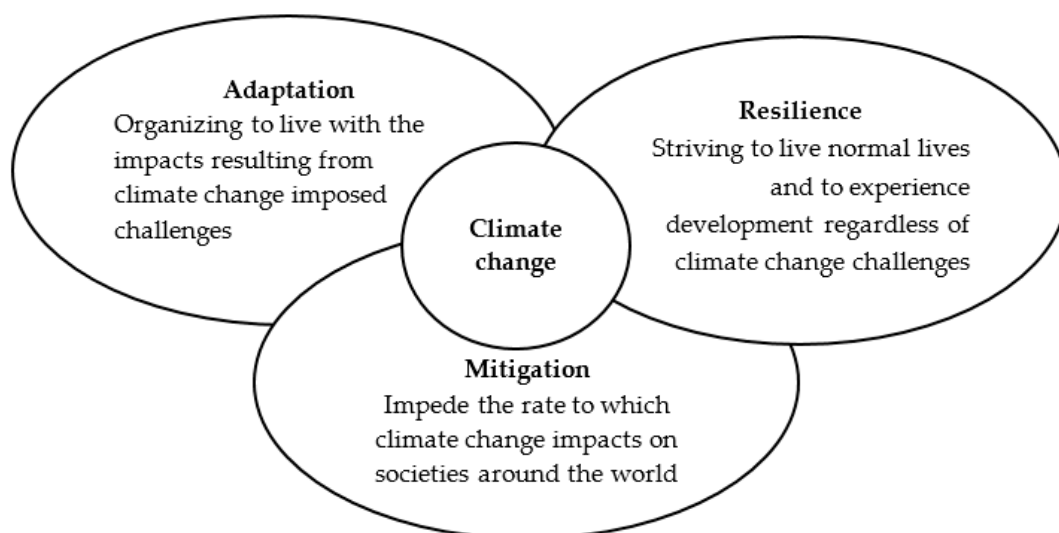 Adaptation
Organizing to live with the
impacts resulting from
climate change imposed
challenges
Resilience
Striving to live normal lives
and to experience
development regardless of
climate change challenges
Climate
change
Mitigation
Impede the rate to which
climate change impacts on
societies around the world